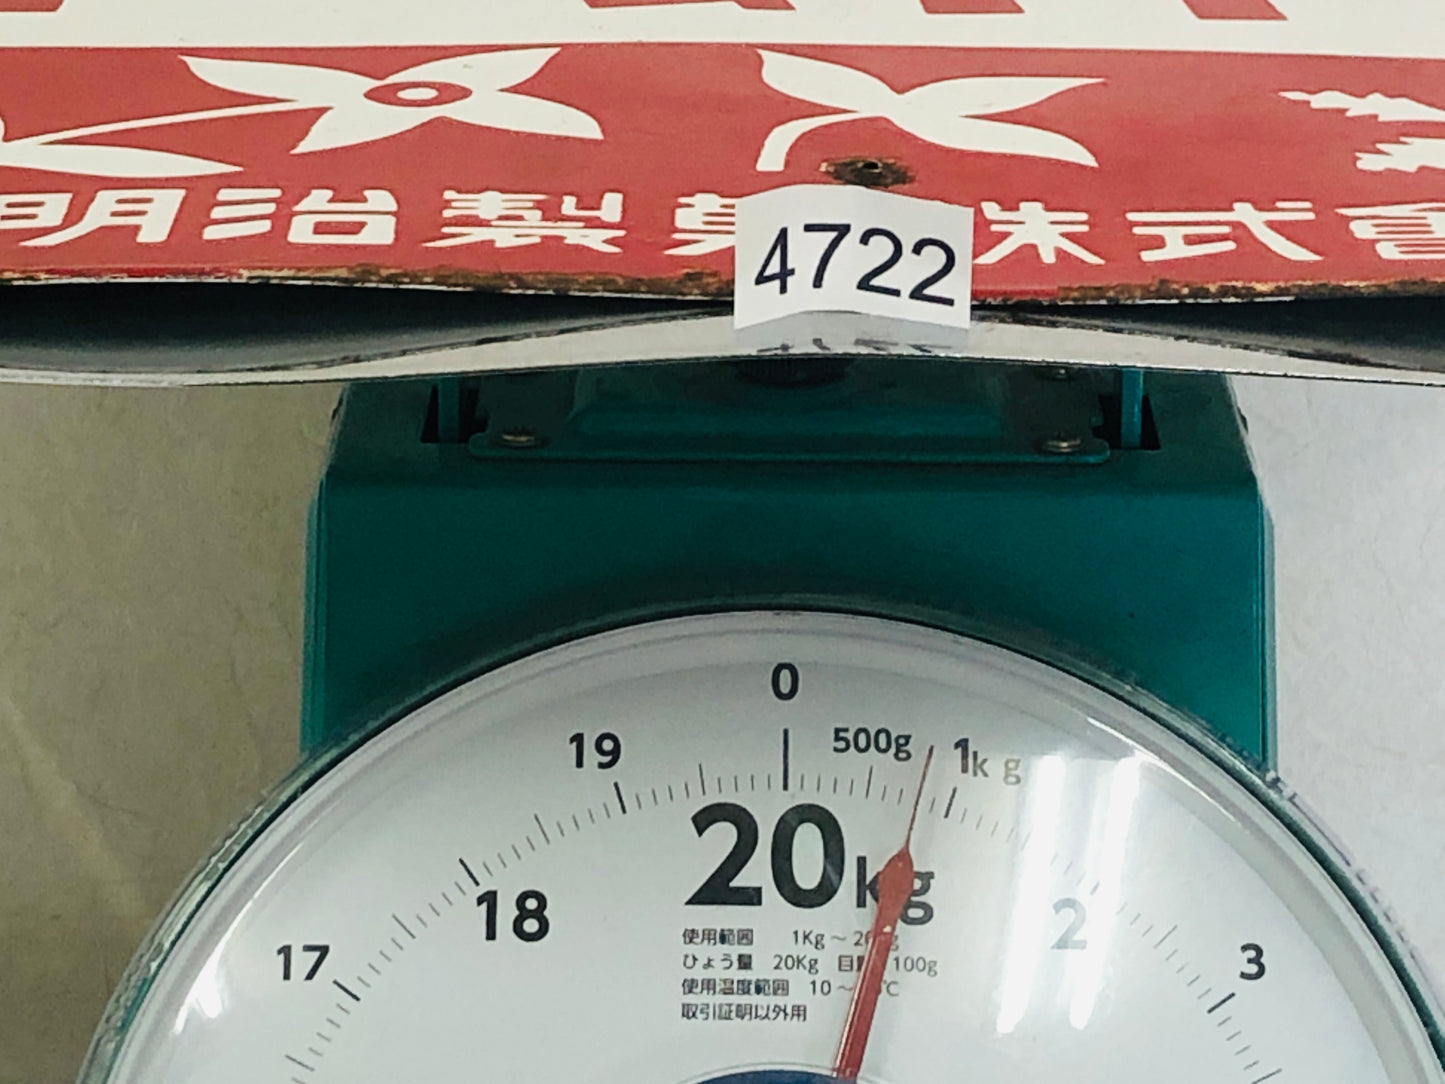 明治製菓株式會
4722
0
500g
1kg
19
20kg
18
2
17
3
使用範囲 1Kg～20
ひょう量 20Kg 目 100g
使用温度範囲 10～ ℃
取引証明以外用